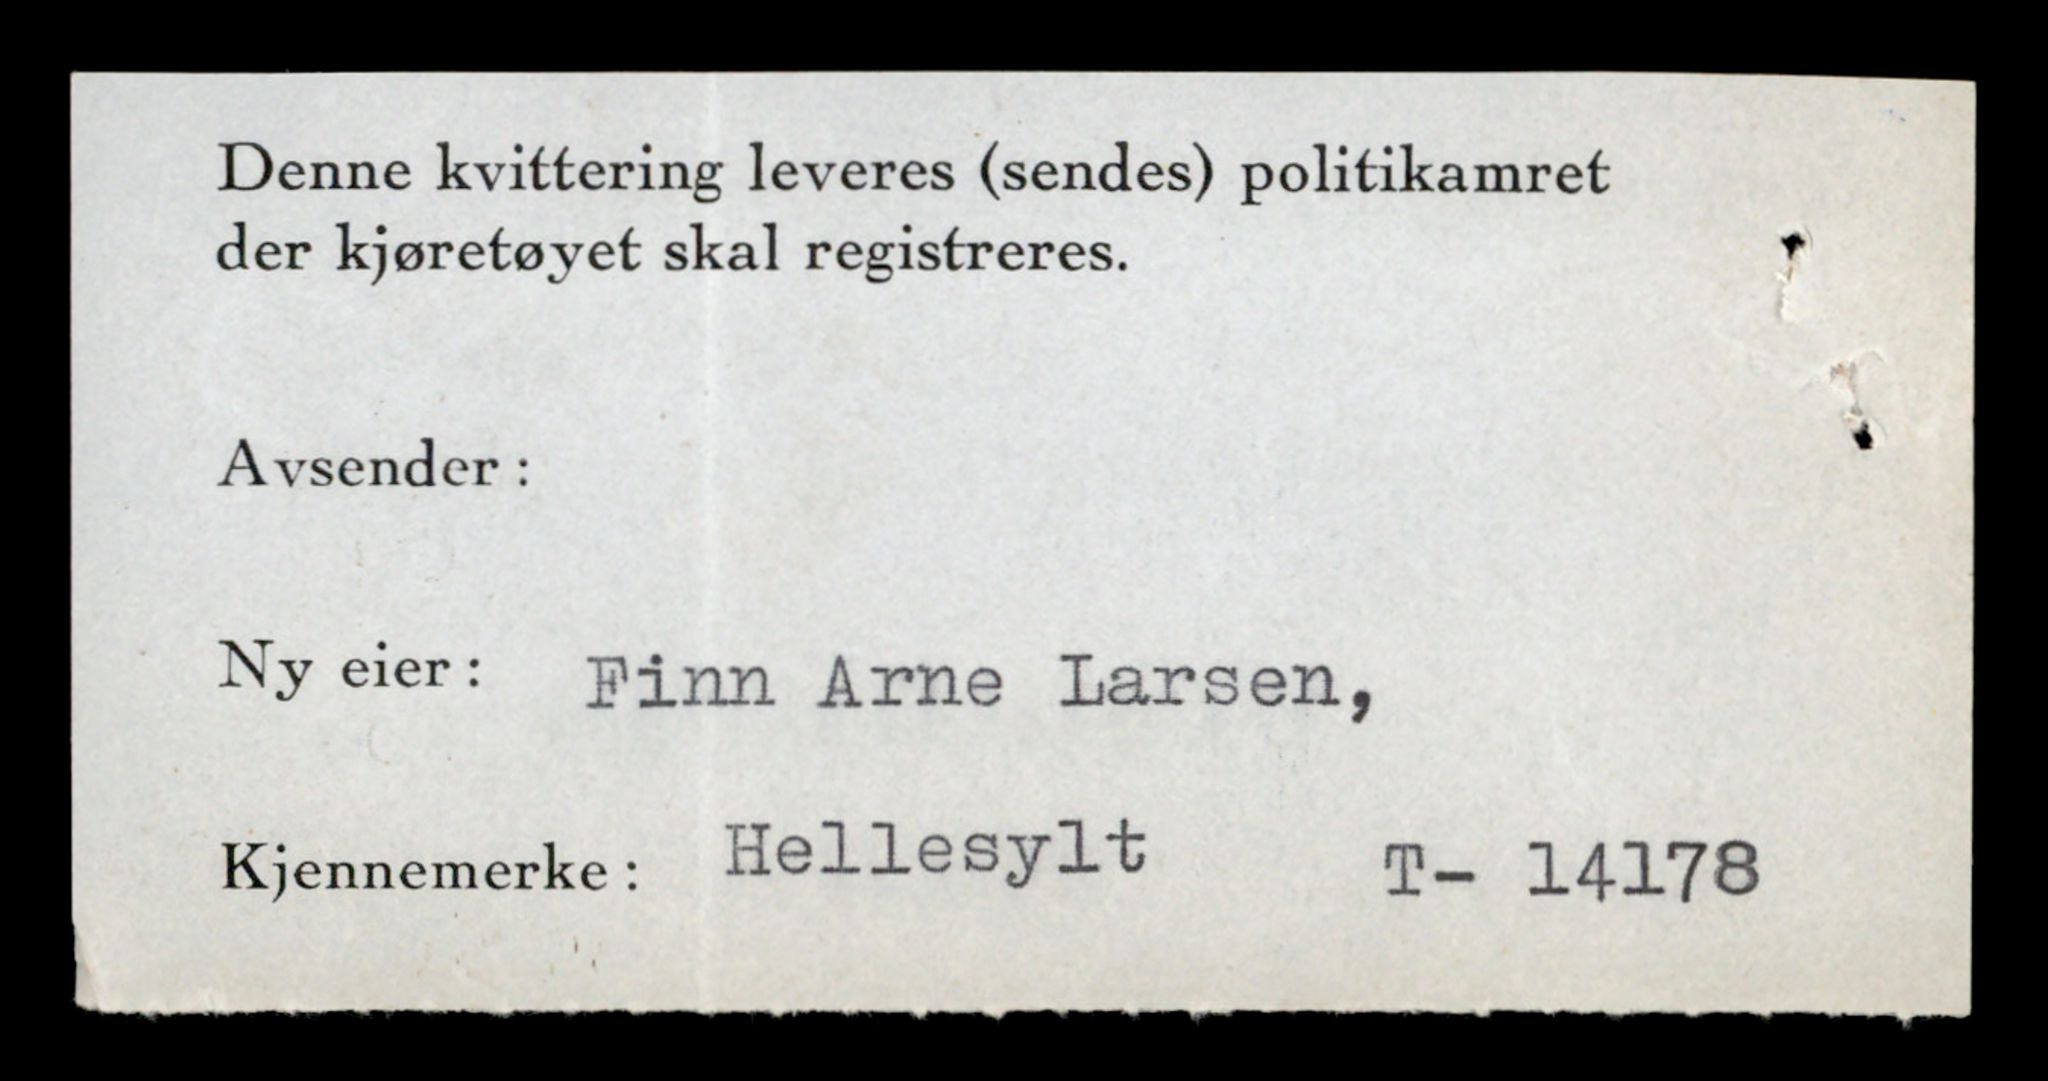 Denne kvittering leveres (sendes) politikamret
der kjøretøyet skal registreres.
Avsender :
Ny eier : Finn Arne Larsen,
Kjennemerke : Hellesylt T- 14178